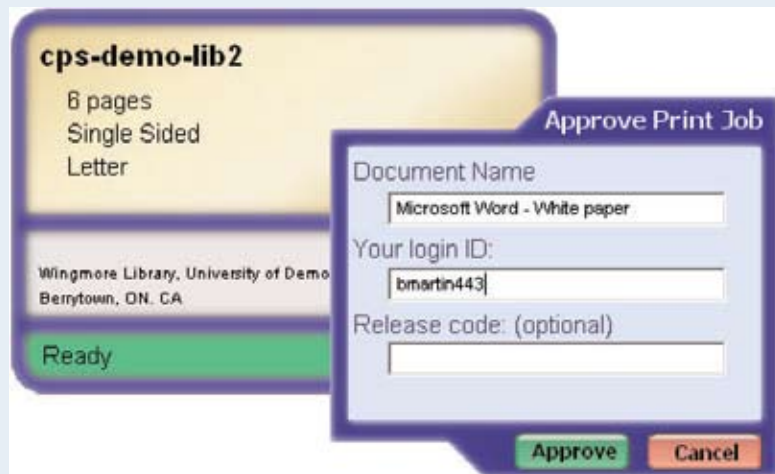 cps-demo-lib2
6 pages
Single Sided
Letter
Wingmore Library, University of Demo
Berrytown, ON. CA
Ready
Approve Print Job
Document Name
Microsoft Word - White paper
Your login ID:
bmartin443
Release code: (optional)
Approve
Cancel